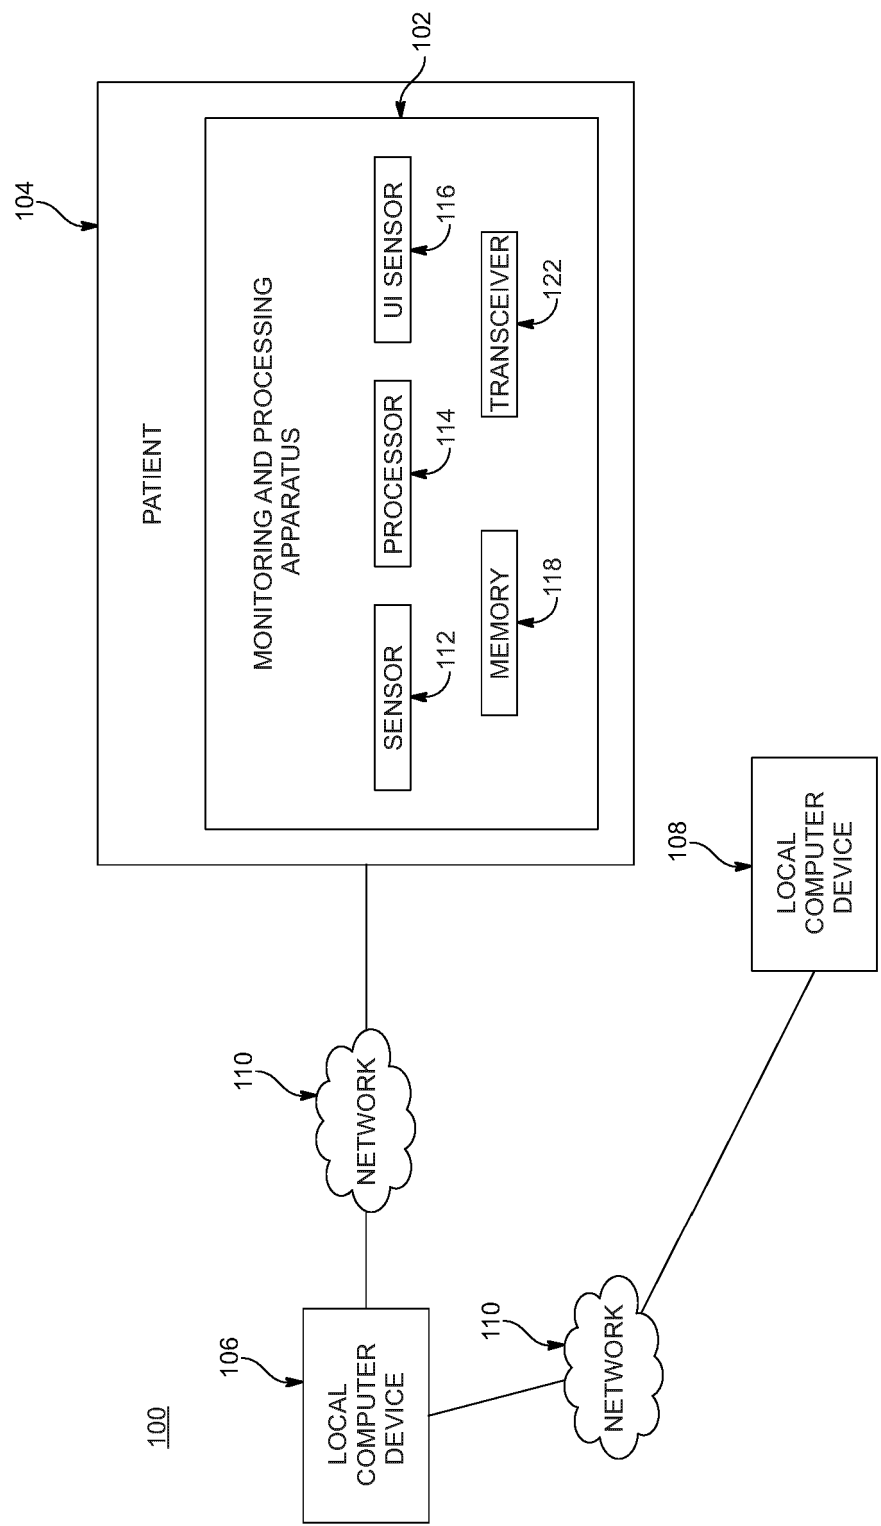 100
106
LOCAL
COMPUTER
DEVICE
110
NETWORK
110
NETWORK
108
LOCAL
COMPUTER
DEVICE
104
PATIENT
102
MONITORING AND PROCESSING
APPARATUS
SENSOR
112
PROCESSOR
114
UI SENSOR
116
MEMORY
118
TRANSCEIVER
122